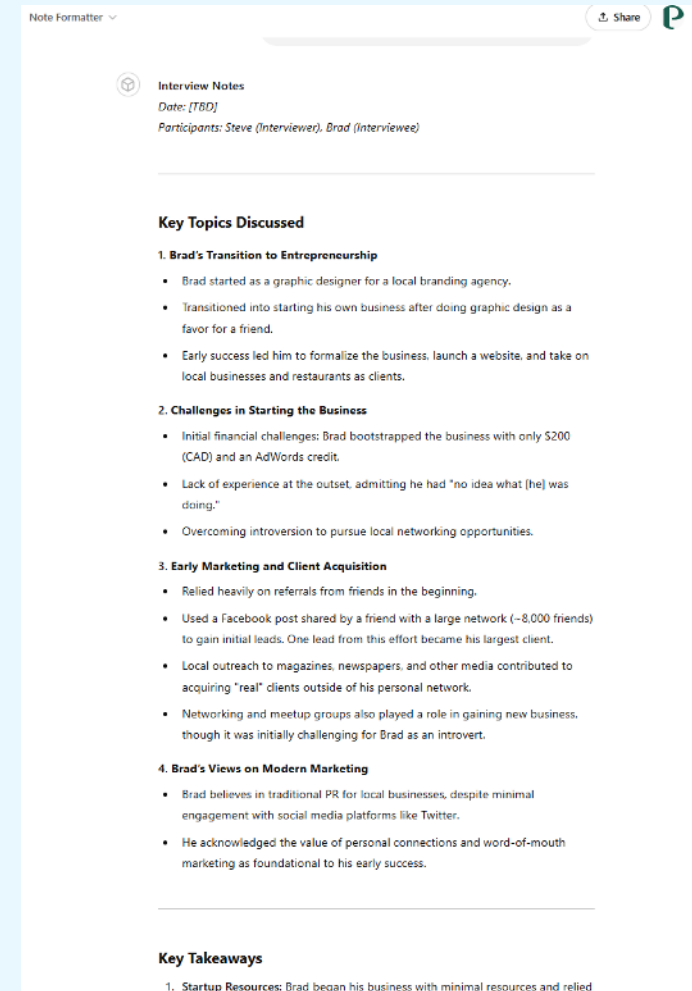 Note Formatter
Share
Interview Notes
Date: [TBD]
Participants: Steve (Interviewer), Brad (Interviewee)
Key Topics Discussed
1. Brad's Transition to Entrepreneurship
• Brad started as a graphic designer for a local branding agency.
• Transitioned into starting his own business after doing graphic design as a
favor for a friend.
• Early success led him to formalize the business, launch a website, and take on
local businesses and restaurants as clients.
2. Challenges in Starting the Business
• Initial financial challenges: Brad bootstrapped the business with only $200
(CAD) and an AdWords credit.
• Lack of experience at the outset, admitting he had "no idea what [he] was
doing."
• Overcoming introversion to pursue local networking opportunities.
3. Early Marketing and Client Acquisition
• Relied heavily on referrals from friends in the beginning.
• Used a Facebook post shared by a friend with a large network (~8,000 friends)
to gain initial leads. One lead from this effort became his largest client.
• Local outreach to magazines, newspapers, and other media contributed to
acquiring "real" clients outside of his personal network.
• Networking and meetup groups also played a role in gaining new business,
though it was initially challenging for Brad as an introvert.
4. Brad's Views on Modern Marketing
• Brad believes in traditional PR for local businesses, despite minimal
engagement with social media platforms like Twitter.
• He acknowledged the value of personal connections and word-of-mouth
marketing as foundational to his early success.
Key Takeaways
1. Startup Resources: Brad began his business with minimal resources and relied